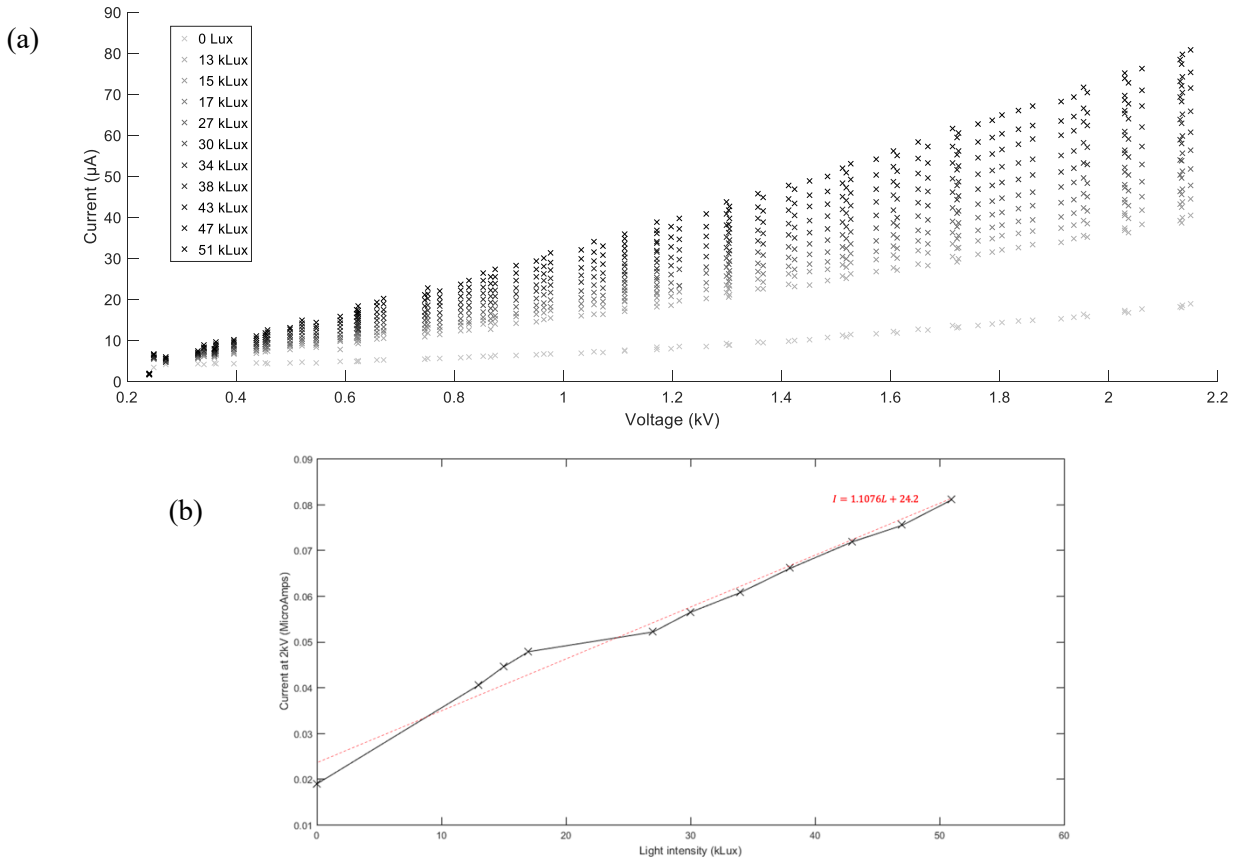 (a)
90
80
70
60
50
40
30
20
10
0
Current (μA)
0 Lux
13 kLux
15 kLux
17 kLux
27 kLux
30 kLux
34 kLux
38 kLux
43 kLux
47 kLux
51 kLux
0.2 0.4 0.6 0.8 1 1.2 1.4 1.6 1.8 2 2.2
Voltage (kV)
(b)
0.09
0.08
0.07
0.06
0.05
0.04
0.03
0.02
0.01
Current at 2kV (MicroAmps)
I = 1.1076L + 24.2
0 10 20 30 40 50 60
Light intensity (kLux)